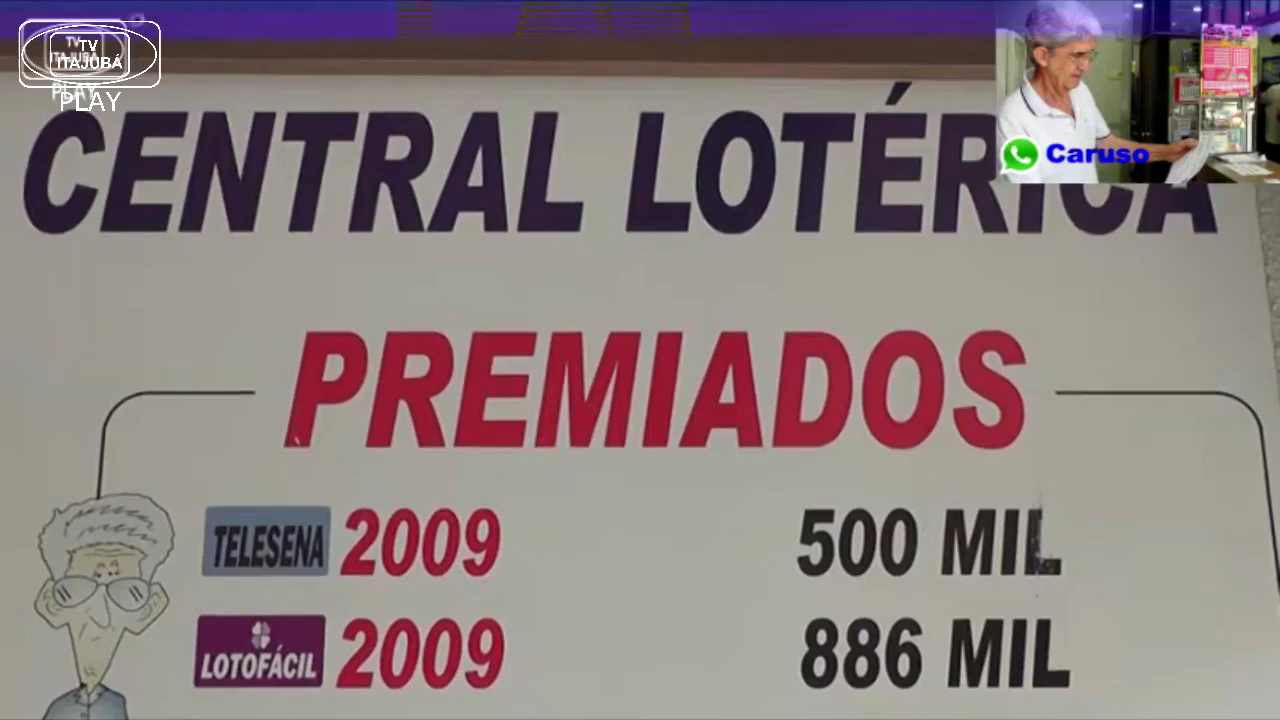 TV
ITAJUBÁ
PLAY
CENTRAL LOTÉRICA
Caruso
PREMIADOS
TELESENA 2009 500 MIL
LOTOFÁCIL 2009 886 MIL